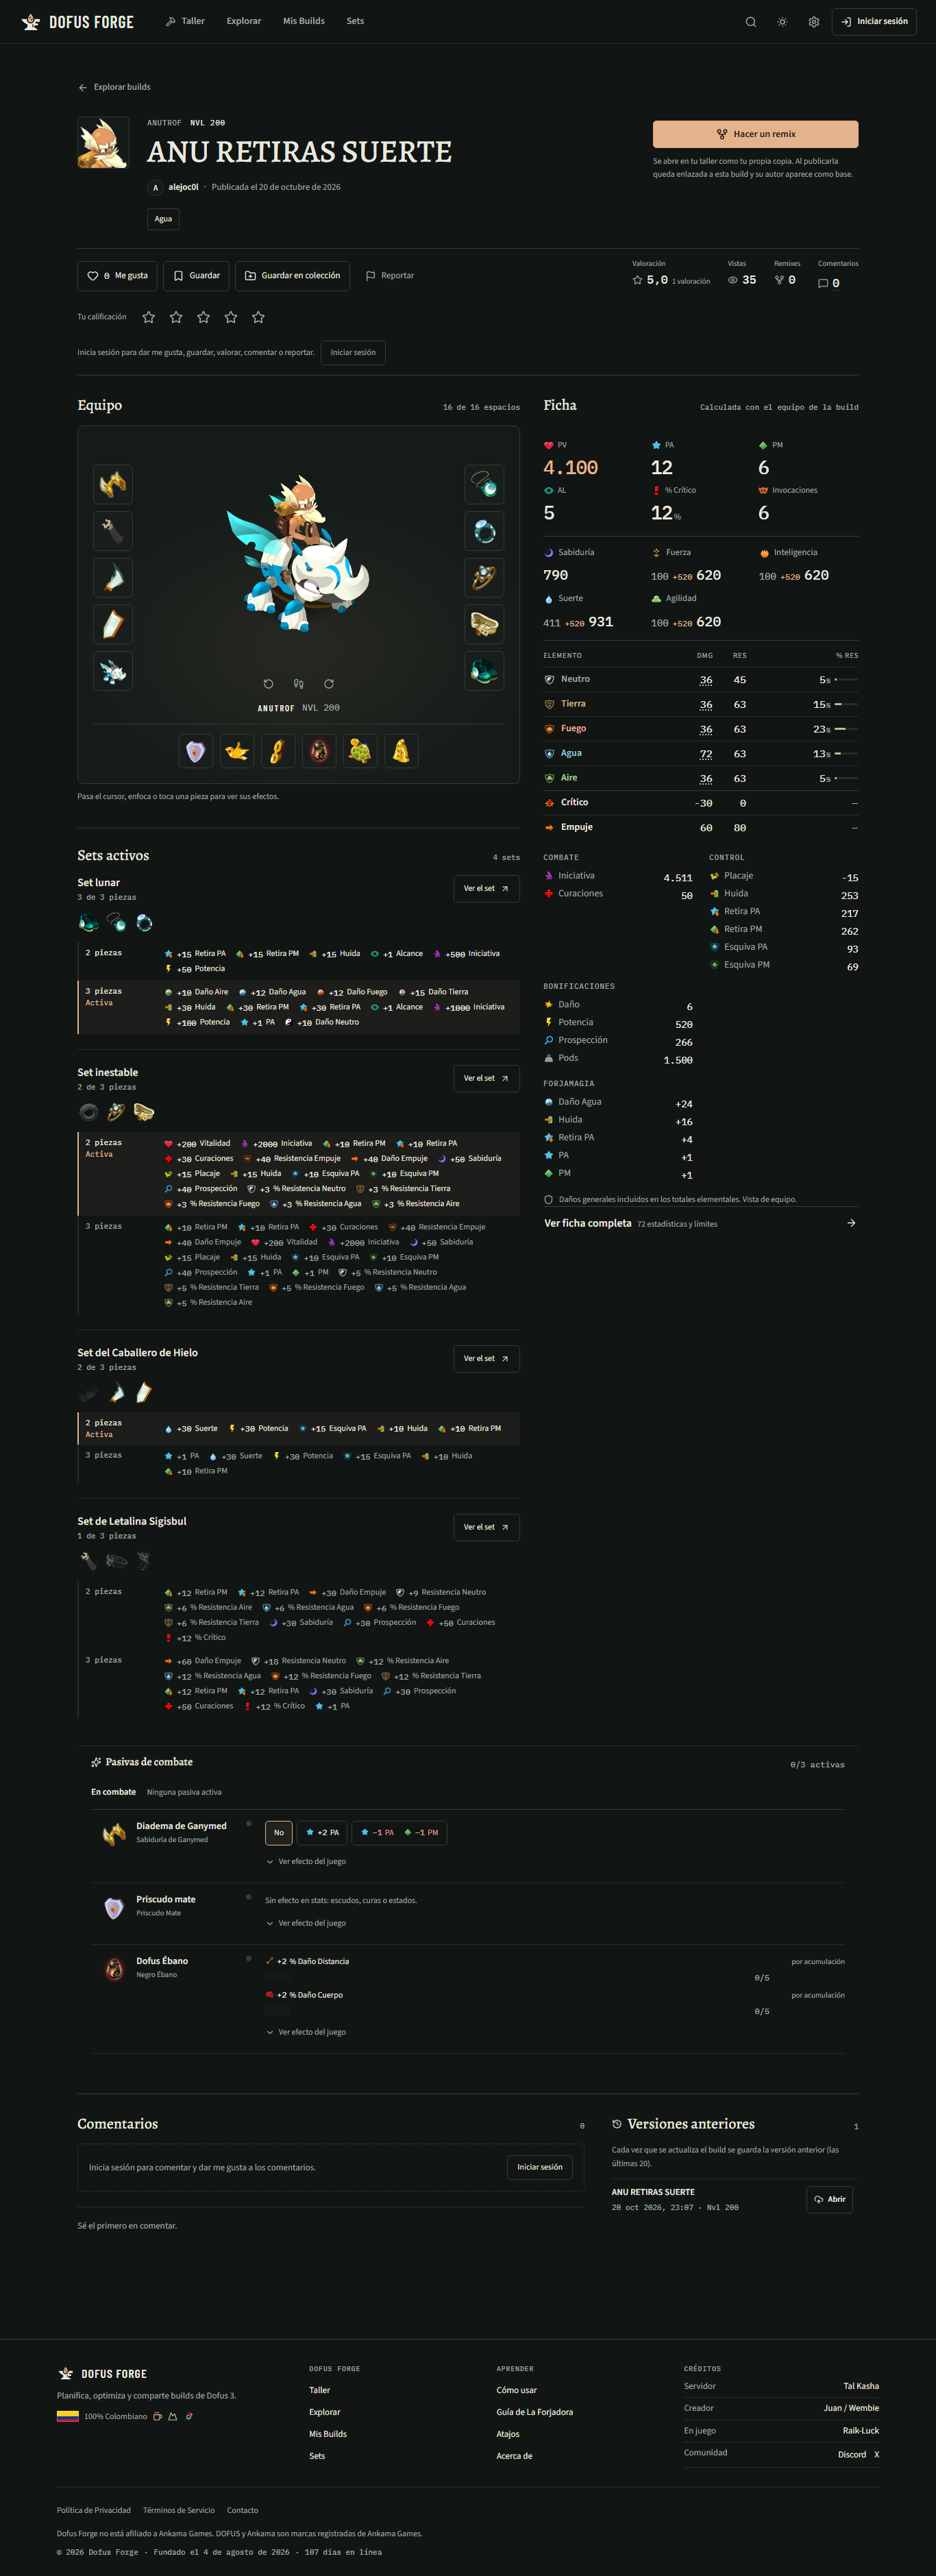 DOFUS FORGE Taller Explorar Mis Builds Sets Iniciar sesión
Explorar builds
ANUTROF NVL 200
ANU RETIRAS SUERTE
A alejoc0l · Publicada el 20 de octubre de 2026
Agua
Hacer un remix
Se abre en tu taller como tu propia copia. Al publicarla
queda enlazada a esta build y su autor aparece como base.
0 Me gusta Guardar Guardar en colección Reportar
Valoración Vistas Remixes Comentarios
5,0 1 valoración 35 0 0
Tu calificación
Inicia sesión para dar me gusta, guardar, valorar, comentar o reportar. Iniciar sesión
Equipo 16 de 16 espacios
ANUTROF NVL 200
Pasa el cursor, enfoca o toca una pieza para ver sus efectos.
Sets activos 4 sets
Set lunar Ver el set
3 de 3 piezas
2 piezas +15 Retira PA +15 Retira PM +15 Huida +1 Alcance +500 Iniciativa
+50 Potencia
3 piezas +10 Daño Aire +12 Daño Agua +12 Daño Fuego +15 Daño Tierra
Activa +30 Huida +30 Retira PM +30 Retira PA +1 Alcance +1000 Iniciativa
+100 Potencia +1 PA +10 Daño Neutro
Set inestable Ver el set
2 de 3 piezas
2 piezas +200 Vitalidad +2000 Iniciativa +10 Retira PM +10 Retira PA
Activa +30 Curaciones +40 Resistencia Empuje +40 Daño Empuje +50 Sabiduría
+15 Placaje +15 Huida +10 Esquiva PA +10 Esquiva PM
+40 Prospección +3 % Resistencia Neutro +3 % Resistencia Tierra
+3 % Resistencia Fuego +3 % Resistencia Agua +3 % Resistencia Aire
3 piezas +10 Retira PM +10 Retira PA +30 Curaciones +40 Resistencia Empuje
+40 Daño Empuje +200 Vitalidad +2000 Iniciativa +50 Sabiduría
+15 Placaje +15 Huida +10 Esquiva PA +10 Esquiva PM
+40 Prospección +1 PA +1 PM +5 % Resistencia Neutro
+5 % Resistencia Tierra +5 % Resistencia Fuego +5 % Resistencia Agua
+5 % Resistencia Aire
Set del Caballero de Hielo Ver el set
2 de 3 piezas
2 piezas +30 Suerte +30 Potencia +15 Esquiva PA +10 Huida +10 Retira PM
Activa
3 piezas +1 PA +30 Suerte +30 Potencia +15 Esquiva PA +10 Huida
+10 Retira PM
Set de Letalina Sigisbul Ver el set
1 de 3 piezas
2 piezas +12 Retira PM +12 Retira PA +30 Daño Empuje +9 Resistencia Neutro
+6 % Resistencia Aire +6 % Resistencia Agua +6 % Resistencia Fuego
+6 % Resistencia Tierra +30 Sabiduría +30 Prospección +50 Curaciones
+12 % Crítico
3 piezas +60 Daño Empuje +18 Resistencia Neutro +12 % Resistencia Aire
+12 % Resistencia Agua +12 % Resistencia Fuego +12 % Resistencia Tierra
+12 Retira PM +12 Retira PA +30 Sabiduría +30 Prospección
+50 Curaciones +12 % Crítico +1 PA
Ficha Calculada con el equipo de la build
PV PA PM
4.100 12 6
AL % Crítico Invocaciones
5 12% 6
Sabiduría Fuerza Inteligencia
790 100 +520 620 100 +520 620
Suerte Agilidad
411 +520 931 100 +520 620
ELEMENTO DMG RES % RES
Neutro 36 45 5%
Tierra 36 63 15%
Fuego 36 63 23%
Agua 72 63 13%
Aire 36 63 5%
Crítico -30 0 —
Empuje 60 80 —
COMBATE
Iniciativa 4.511
Curaciones 50
CONTROL
Placaje -15
Huida 253
Retira PA 217
Retira PM 262
Esquiva PA 93
Esquiva PM 69
BONIFICACIONES
Daño 6
Potencia 520
Prospección 266
Pods 1.500
FORJAMAGIA
Daño Agua +24
Huida +16
Retira PA +4
PA +1
PM +1
Daños generales incluidos en los totales elementales. Vista de equipo.
Ver ficha completa 72 estadísticas y límites
Pasivas de combate 0/3 activas
En combate Ninguna pasiva activa
Diadema de Ganymed No +2 PA −1 PA −1 PM
Sabiduría de Ganymed
Ver efecto del juego
Priscudo mate Sin efecto en stats: escudos, curas o estados.
Priscudo Mate
Ver efecto del juego
Dofus Ébano +2 % Daño Distancia por acumulación
Negro Ébano
0/5
+2 % Daño Cuerpo por acumulación
0/5
Ver efecto del juego
Comentarios 0
Inicia sesión para comentar y dar me gusta a los comentarios. Iniciar sesión
Sé el primero en comentar.
Versiones anteriores 1
Cada vez que se actualiza el build se guarda la versión anterior (las
últimas 20).
ANU RETIRAS SUERTE Abrir
20 oct 2026, 23:07 · Nvl 200
DOFUS FORGE
Planifica, optimiza y comparte builds de Dofus 3.
100% Colombiano
DOFUS FORGE
Taller
Explorar
Mis Builds
Sets
APRENDER
Cómo usar
Guía de La Forjadora
Atajos
Acerca de
CRÉDITOS
Servidor Tal Kasha
Creador Juan / Wembie
En juego Raik-Luck
Comunidad Discord X
Política de Privacidad Términos de Servicio Contacto
Dofus Forge no está afiliado a Ankama Games. DOFUS y Ankama son marcas registradas de Ankama Games.
© 2026 Dofus Forge · Fundado el 4 de agosto de 2026 · 107 días en línea